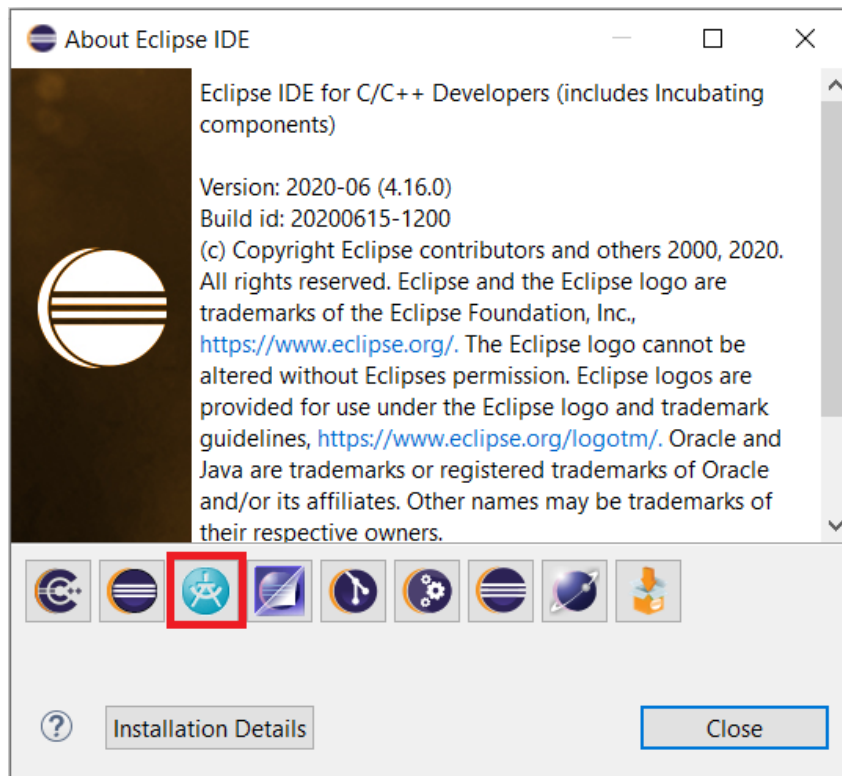 About Eclipse IDE
Eclipse IDE for C/C++ Developers (includes Incubating
components)
Version: 2020-06 (4.16.0)
Build id: 20200615-1200
(c) Copyright Eclipse contributors and others 2000, 2020.
All rights reserved. Eclipse and the Eclipse logo are
trademarks of the Eclipse Foundation, Inc.,
https://www.eclipse.org/. The Eclipse logo cannot be
altered without Eclipses permission. Eclipse logos are
provided for use under the Eclipse logo and trademark
guidelines, https://www.eclipse.org/logotm/. Oracle and
Java are trademarks or registered trademarks of Oracle
and/or its affiliates. Other names may be trademarks of
their respective owners.
C++
?
Installation Details
Close